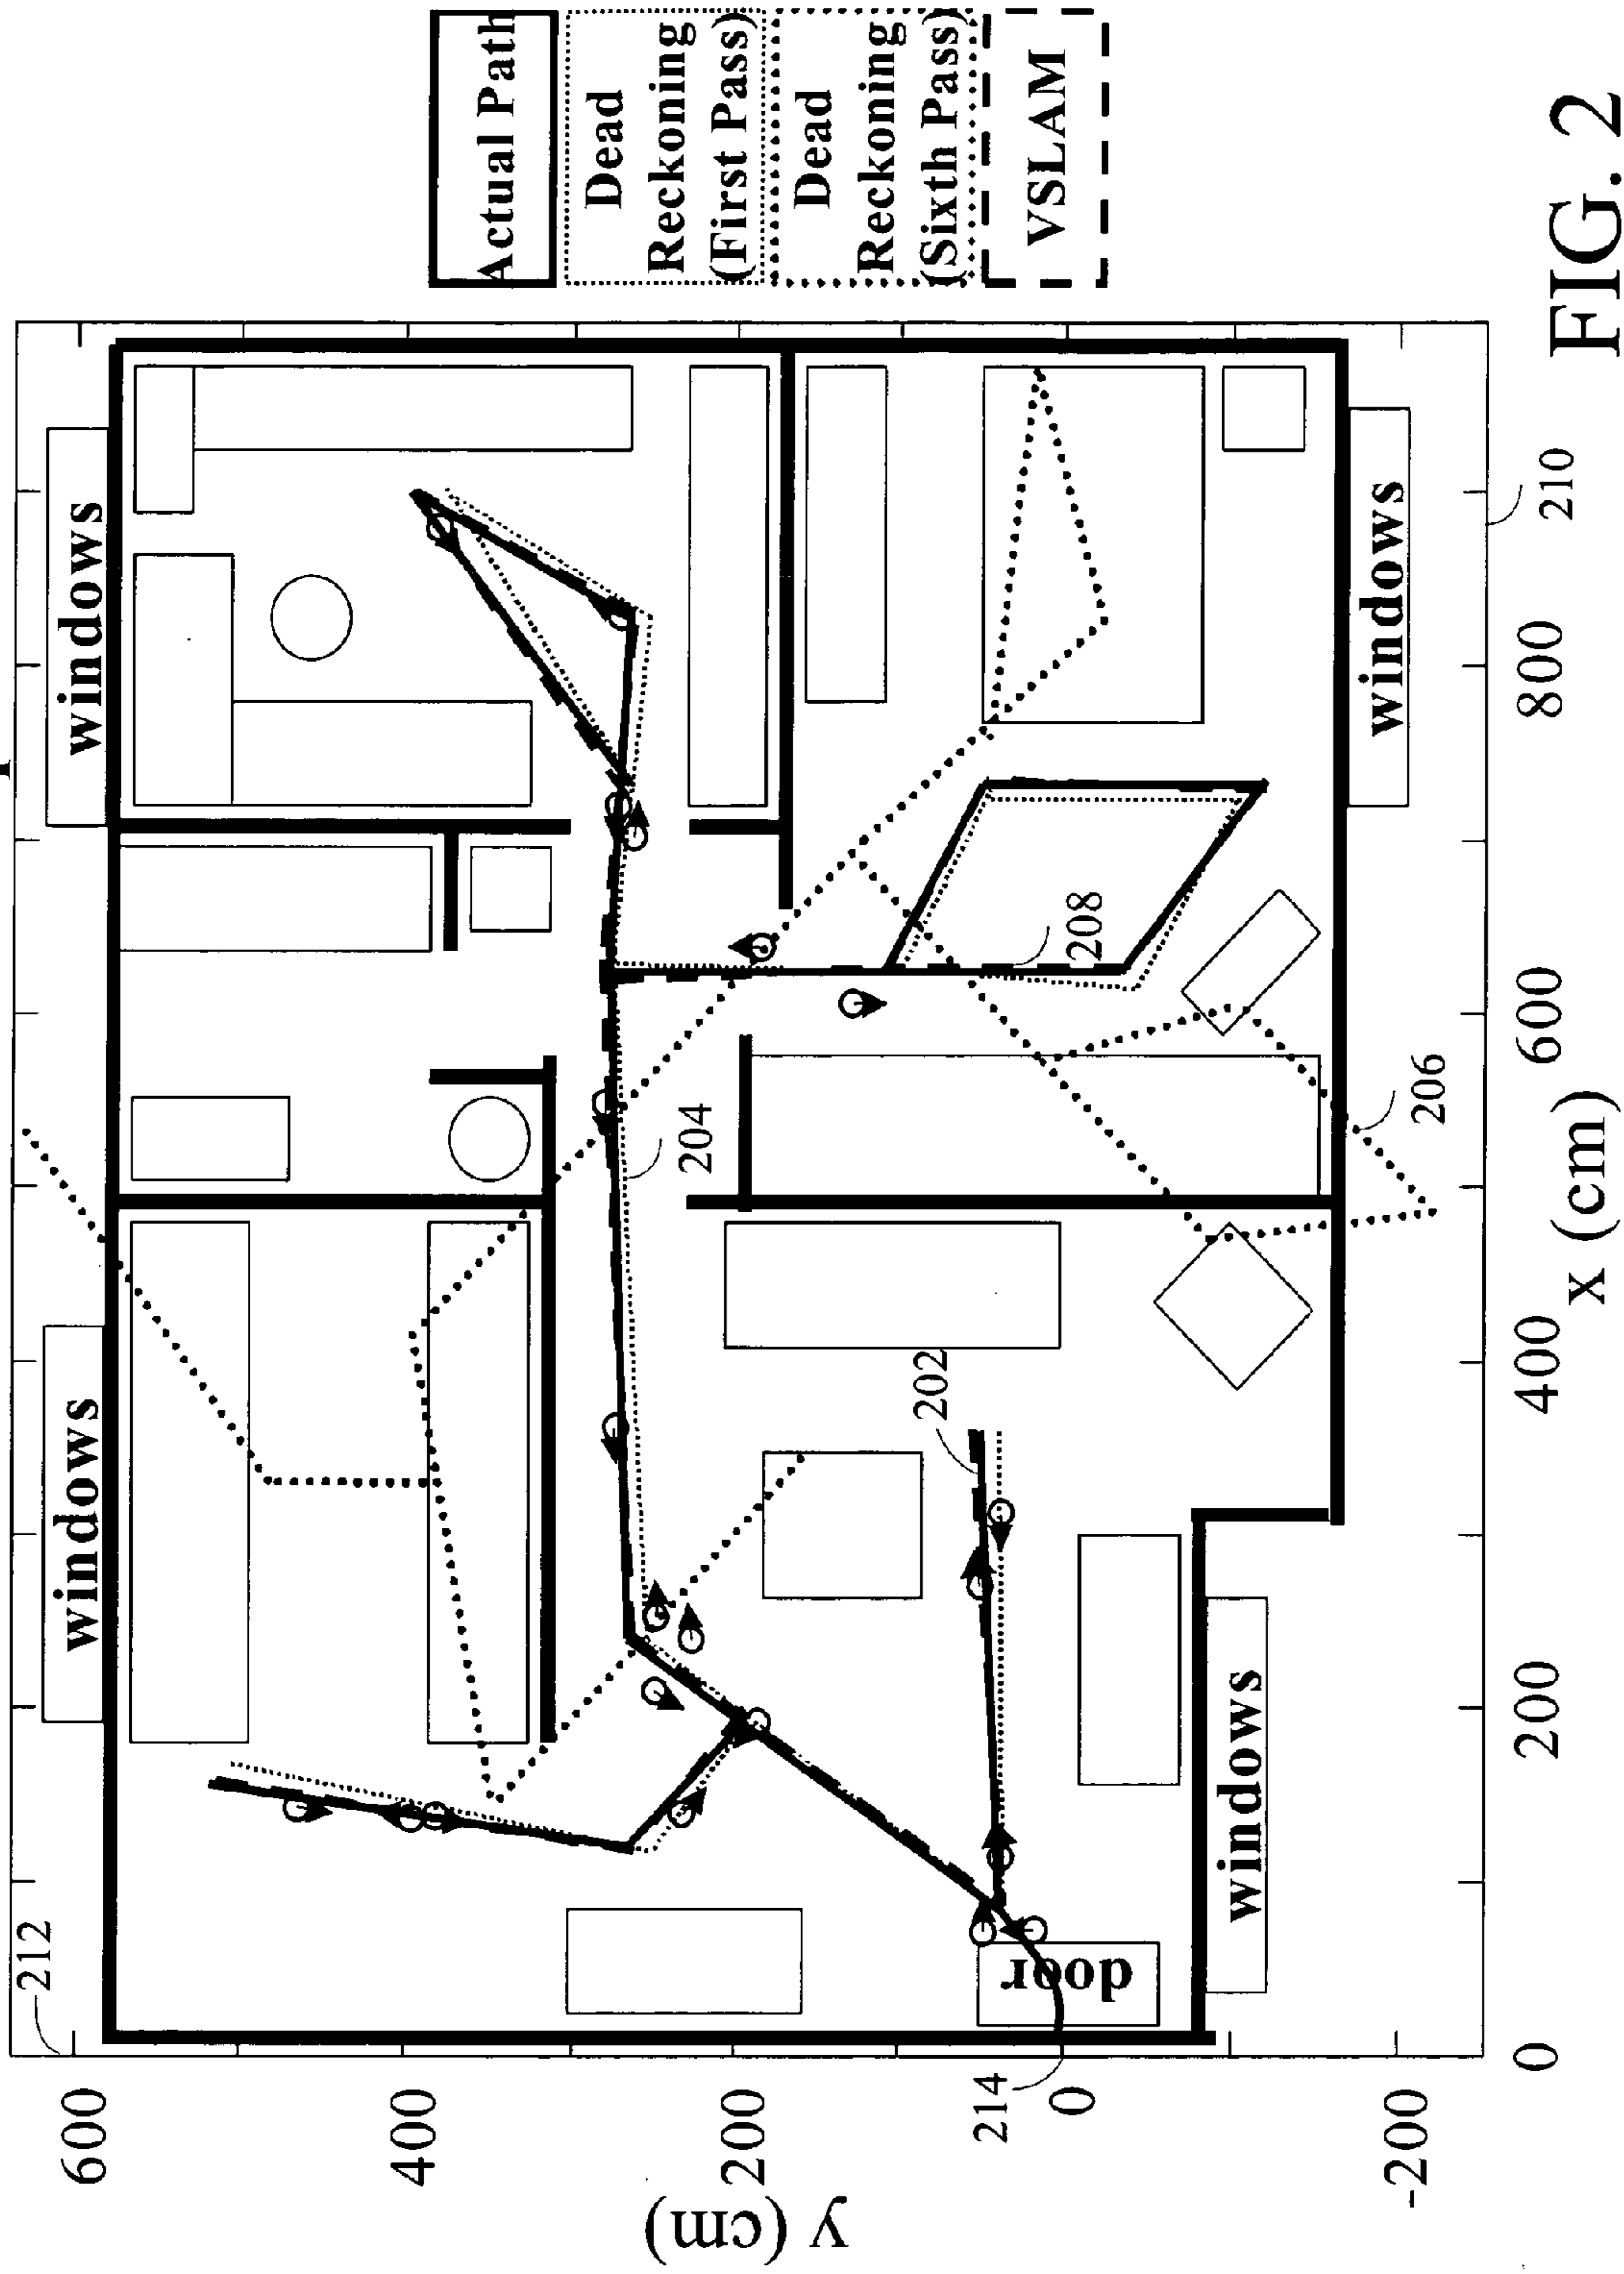 Actual Path
Dead
Reckoning
(First Pass)
Dead
Reckoning
(Sixth Pass)
VSLAM
windows
windows
windows
windows
door
202
204
206
208
210
212
214
600
400
200
0
-200
y (cm)
0
200
400
600
800
x (cm)
FIG. 2